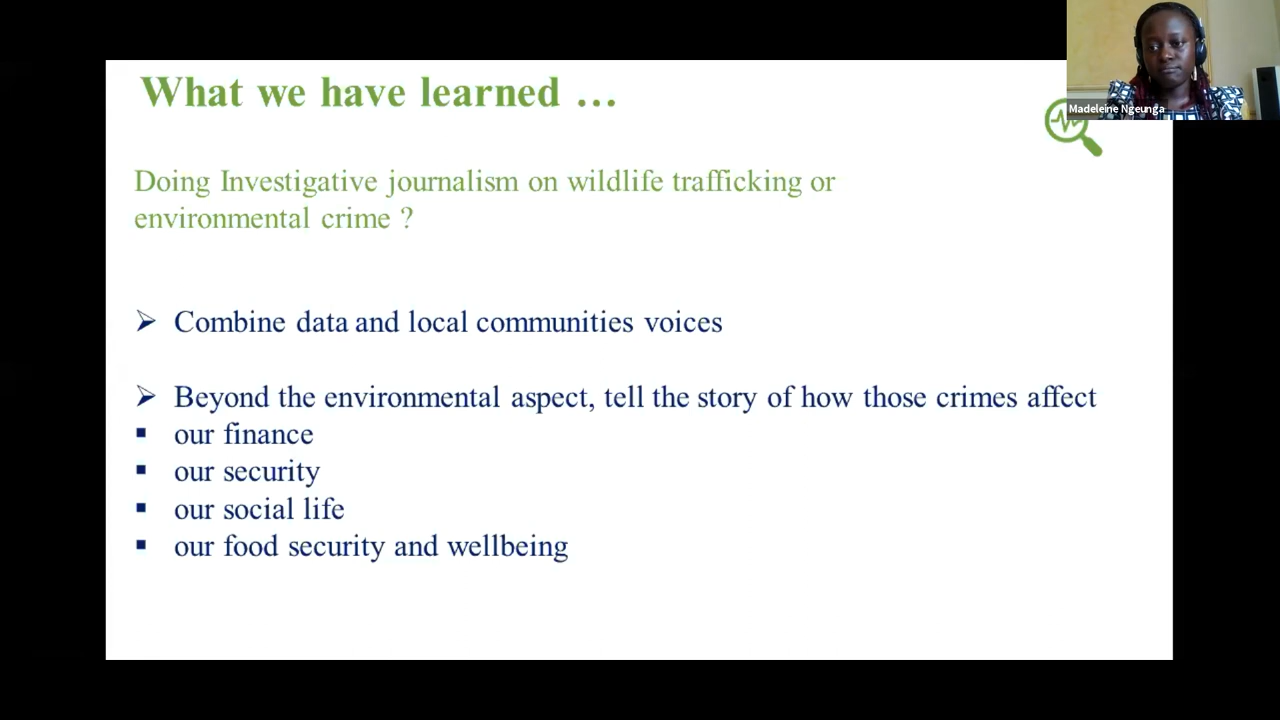 What we have learned ...
Madeleine Ngeunga
Doing Investigative journalism on wildlife trafficking or
environmental crime ?
➢ Combine data and local communities voices
➢ Beyond the environmental aspect, tell the story of how those crimes affect
▪ our finance
▪ our security
▪ our social life
▪ our food security and wellbeing